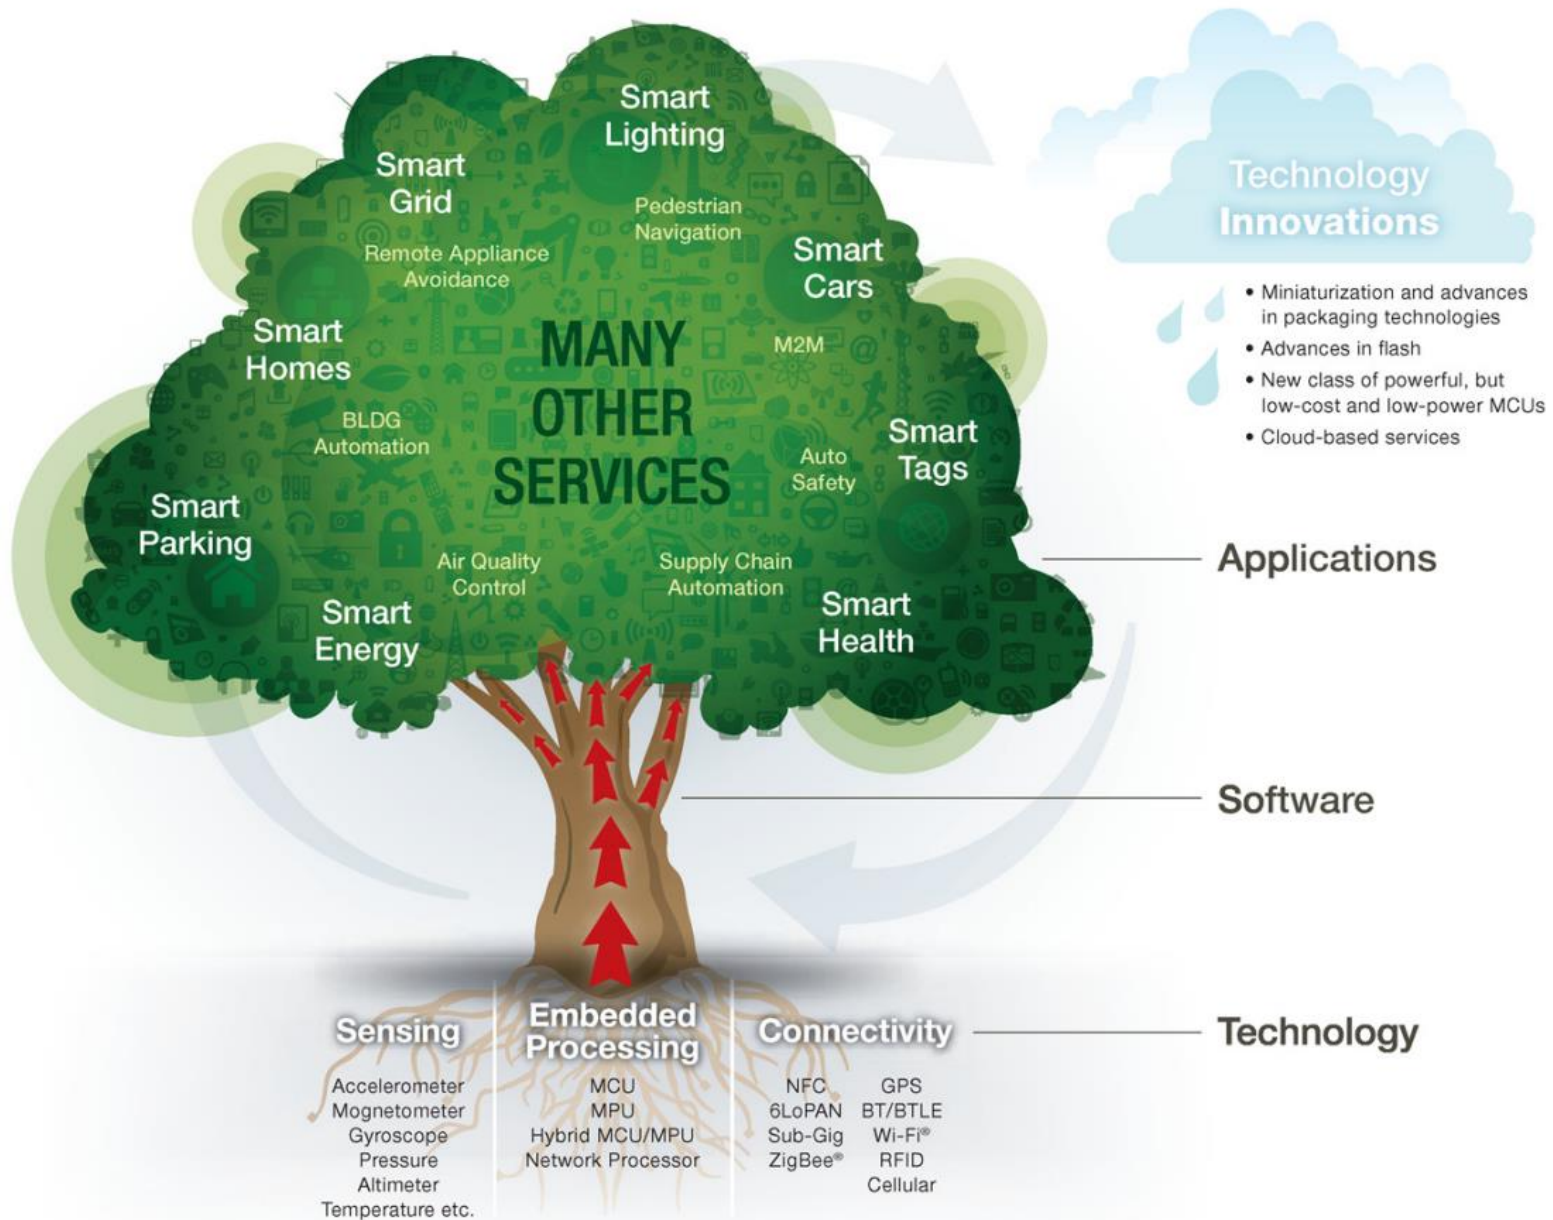 Smart
Lighting
Smart
Grid
Pedestrian
Navigation
Remote Appliance
Avoidance
Smart
Cars
Smart
Homes
MANY
OTHER
SERVICES
M2M
BLDG
Automation
Smart
Tags
Auto
Safety
Smart
Parking
Air Quality
Control
Supply Chain
Automation
Smart
Energy
Smart
Health
Technology
Innovations
• Miniaturization and advances
in packaging technologies
• Advances in flash
• New class of powerful, but
low-cost and low-power MCUs
• Cloud-based services
Applications
Software
Technology
Sensing
Accelerometer
Mognetometer
Gyroscope
Pressure
Altimeter
Temperature etc.
Embedded
Processing
MCU
MPU
Hybrid MCU/MPU
Network Processor
Connectivity
NFC GPS
6LoPAN BT/BTLE
Sub-Gig Wi-Fi®
ZigBee® RFID
Cellular